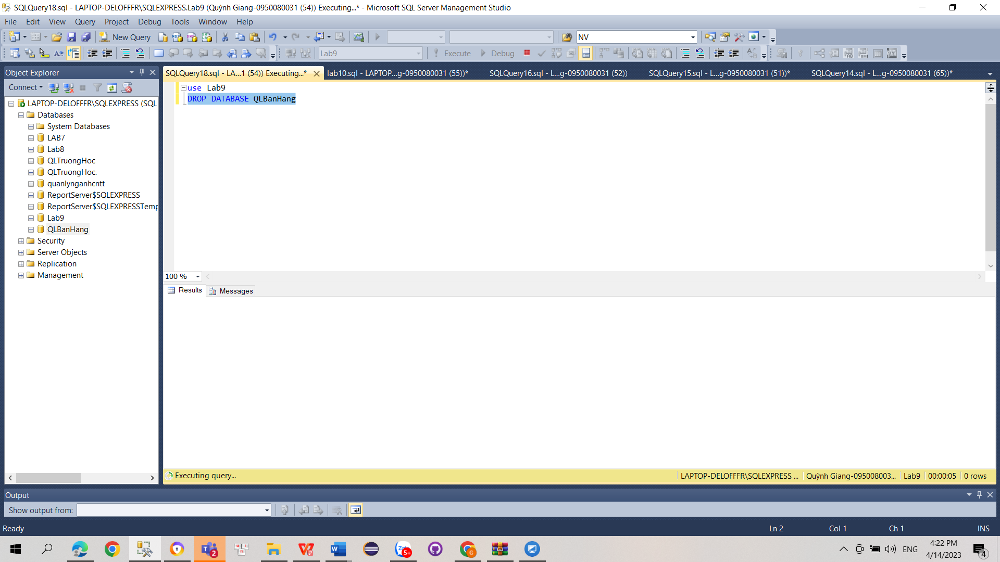 SQLQuery18.sql - LAPTOP-DELOFFFR\SQLEXPRESS.Lab9 (Quỳnh Giang-0950080031 (54)) Executing...* - Microsoft SQL Server Management Studio
File Edit View Query Project Debug Tools Window Help
New Query NV
Lab9 Execute Debug
Object Explorer
Connect
LAPTOP-DELOFFFR\SQLEXPRESS (SQL
Databases
System Databases
LAB7
Lab8
QLTruongHoc
QLTruongHoc.
quanlynganhcntt
ReportServer$SQLEXPRESS
ReportServer$SQLEXPRESSTemp
Lab9
QLBanHang
Security
Server Objects
Replication
Management
SQLQuery18.sql - LA...1 (54)) Executing...* lab10.sql - LAPTOP...g-0950080031 (55))* SQLQuery16.sql - L...g-0950080031 (52)) SQLQuery15.sql - L...g-0950080031 (51))* SQLQuery14.sql - L...g-0950080031 (65))*
use Lab9
DROP DATABASE QLBanHang
100 %
Results Messages
Executing query... LAPTOP-DELOFFFR\SQLEXPRESS ... Quỳnh Giang-095008003... Lab9 00:00:05 0 rows
Output
Show output from:
Ready Ln 2 Col 1 Ch 1 INS
2 5+ G ENG 4:22 PM
4/14/2023 4